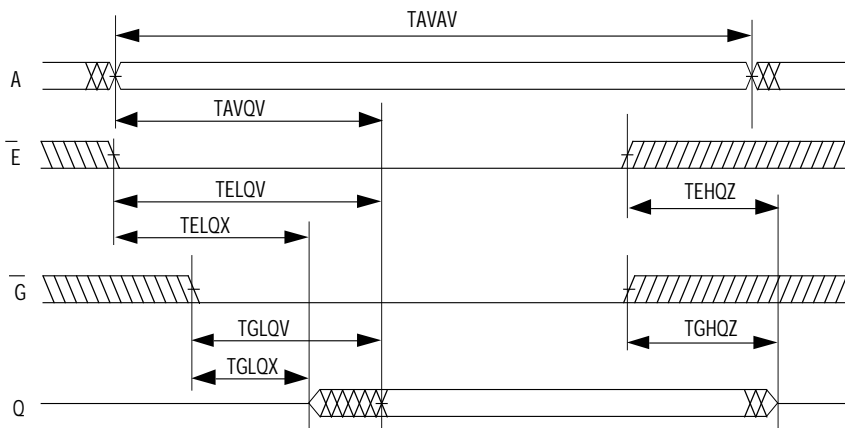 TAVAV
A
TAVQV
E̅
TELQV
TEHQZ
TELQX
G̅
TGLQV
TGHQZ
TGLQX
Q